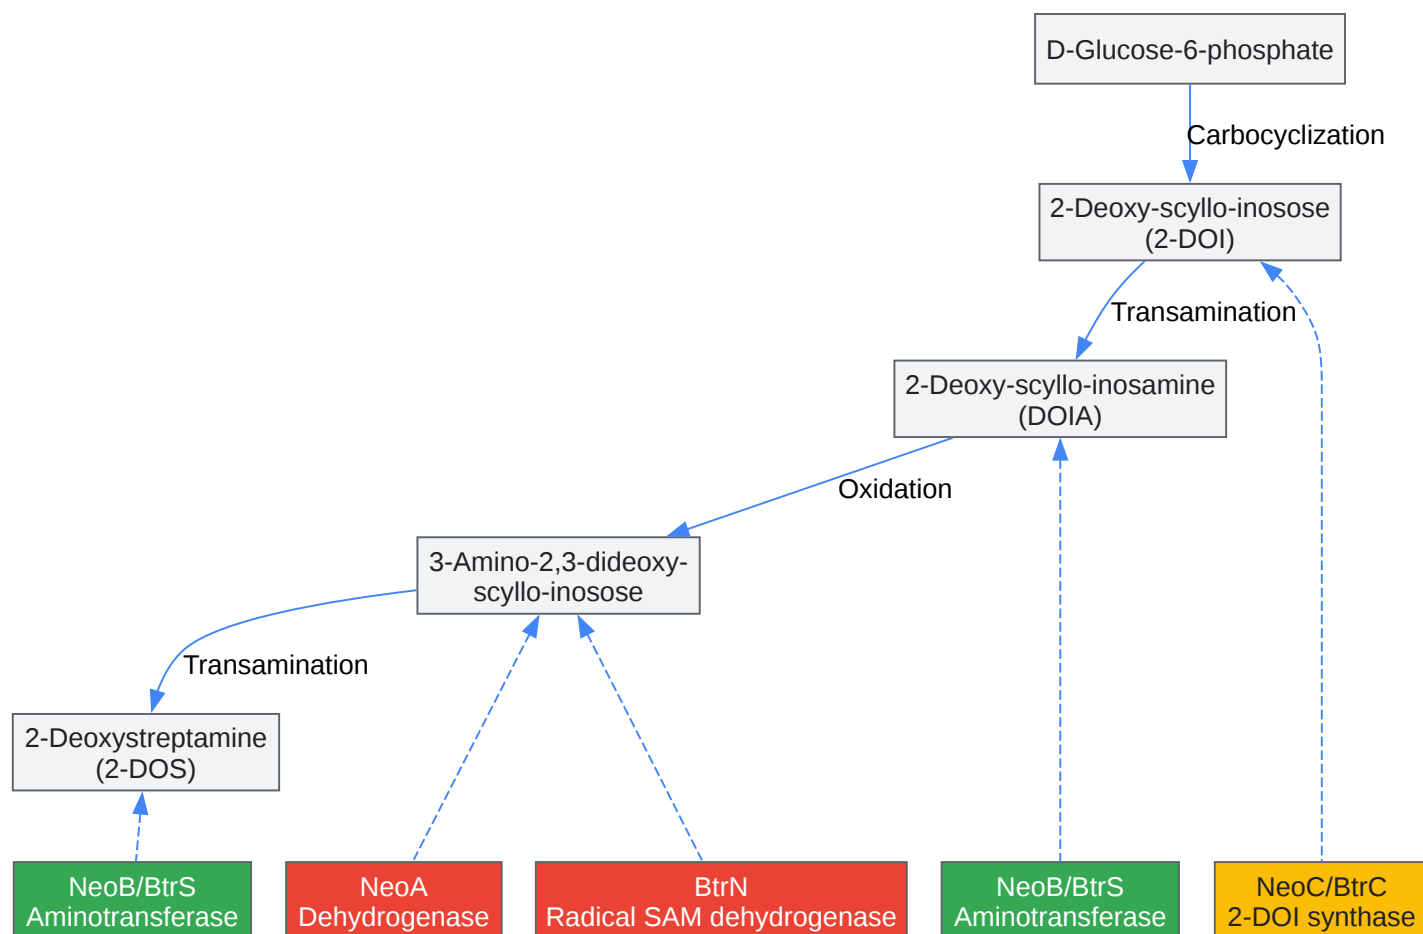 D-Glucose-6-phosphate
Carbocyclization
2-Deoxy-scyllo-inosose
(2-DOI)
Transamination
2-Deoxy-scyllo-inosamine
(DOIA)
Oxidation
3-Amino-2,3-dideoxy-
scyllo-inosose
Transamination
2-Deoxystreptamine
(2-DOS)
NeoB/BtrS
Aminotransferase
NeoA
Dehydrogenase
BtrN
Radical SAM dehydrogenase
NeoB/BtrS
Aminotransferase
NeoC/BtrC
2-DOI synthase